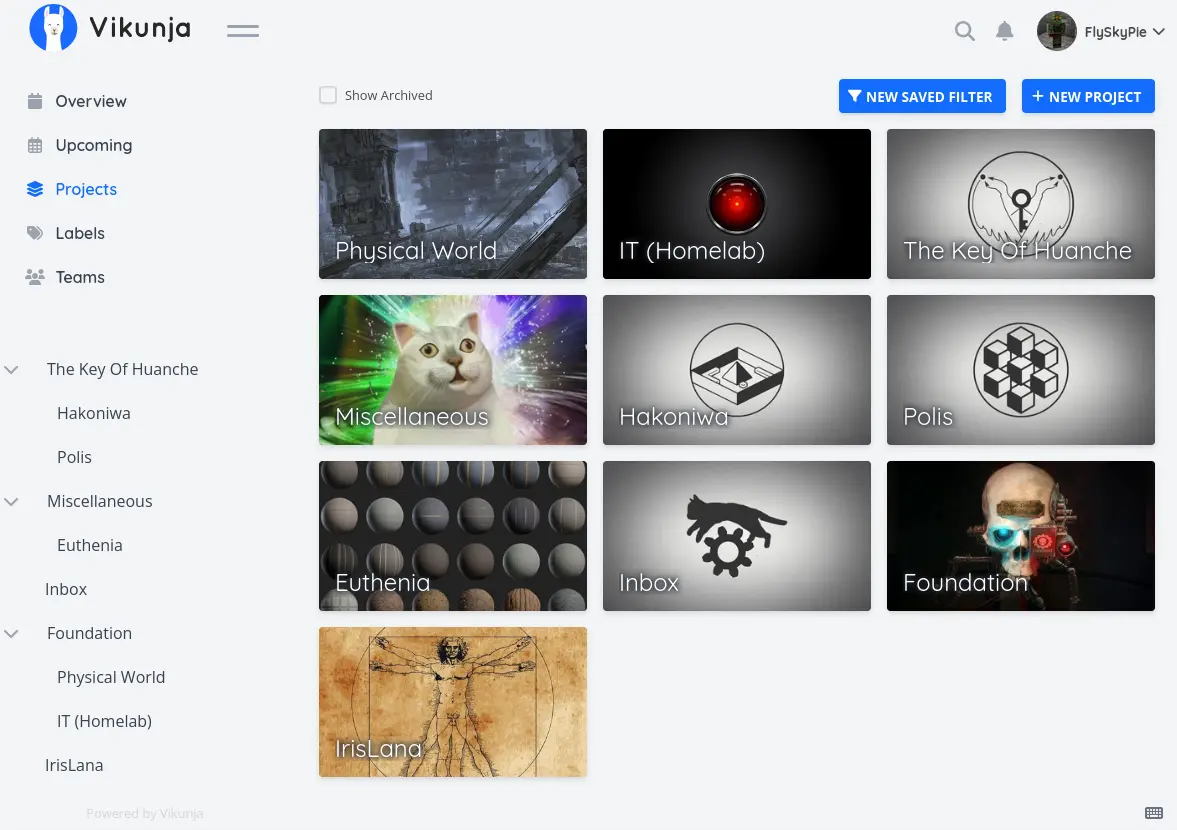 Vikunja
FlySkyPie
Overview
Upcoming
Projects
Labels
Teams
The Key Of Huanche
Hakoniwa
Polis
Miscellaneous
Euthenia
Inbox
Foundation
Physical World
IT (Homelab)
IrisLana
Powered by Vikunja
Show Archived
NEW SAVED FILTER
NEW PROJECT
Physical World
IT (Homelab)
The Key Of Huanche
Miscellaneous
Hakoniwa
Polis
Euthenia
Inbox
Foundation
IrisLana